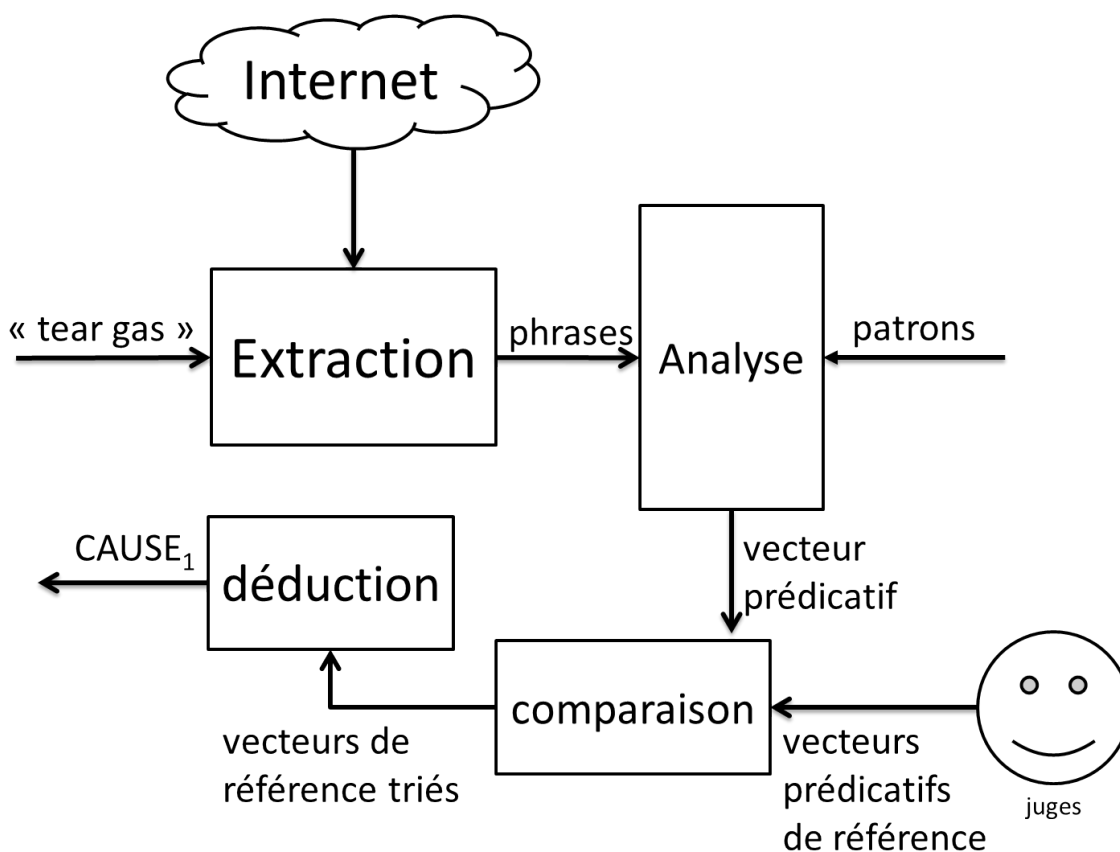 Internet
« tear gas »
Extraction
phrases
Analyse
patrons
vecteur
prédicatif
CAUSE₁
déduction
comparaison
vecteurs de
référence triés
vecteurs
prédicatifs
de référence
juges